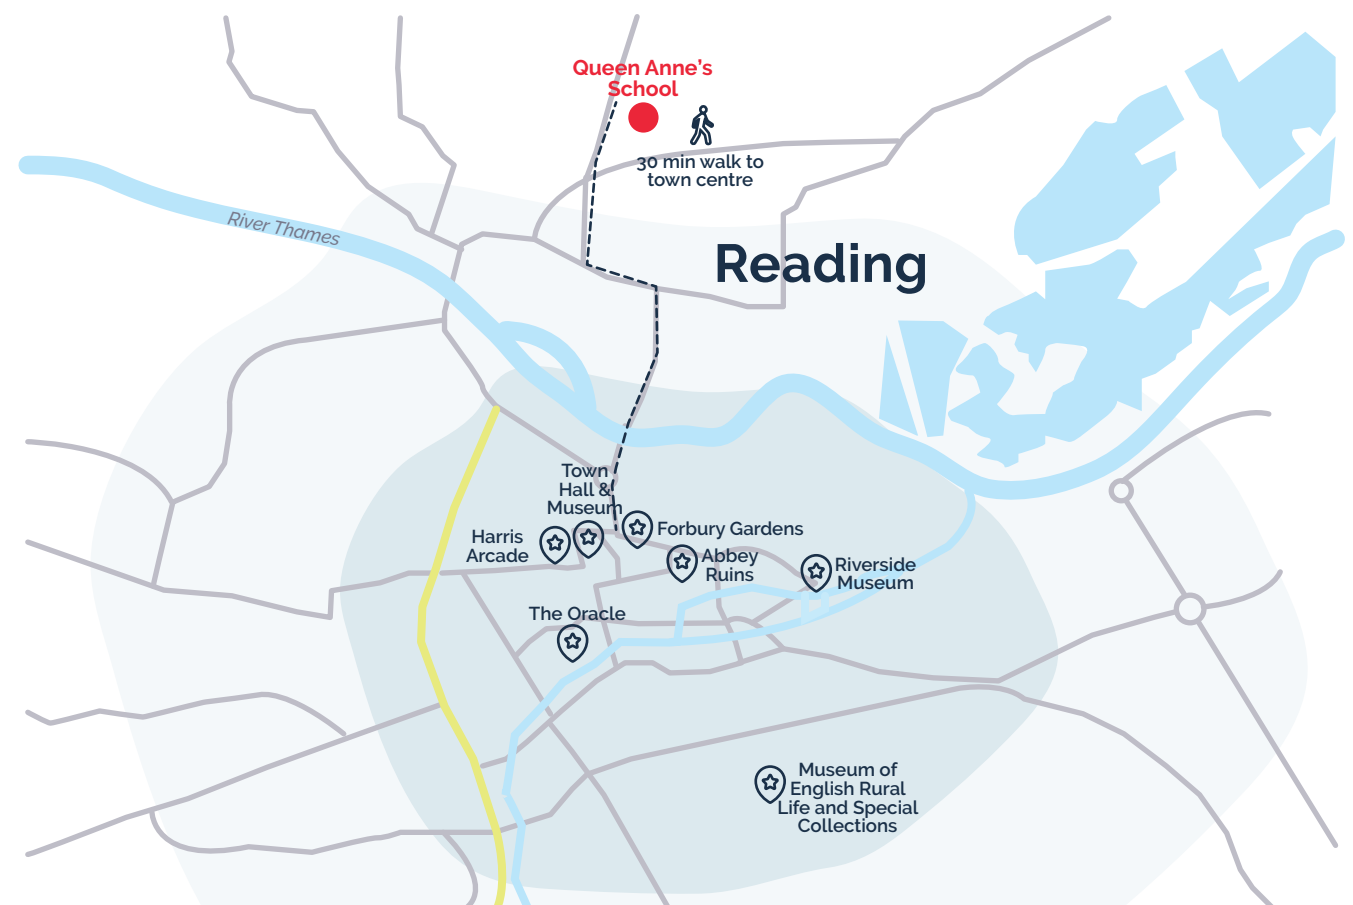 Queen Anne's
School
30 min walk to
town centre
River Thames
Reading
Town
Hall &
Museum
Harris
Arcade
Forbury Gardens
Abbey
Ruins
Riverside
Museum
The Oracle
Museum of
English Rural
Life and Special
Collections